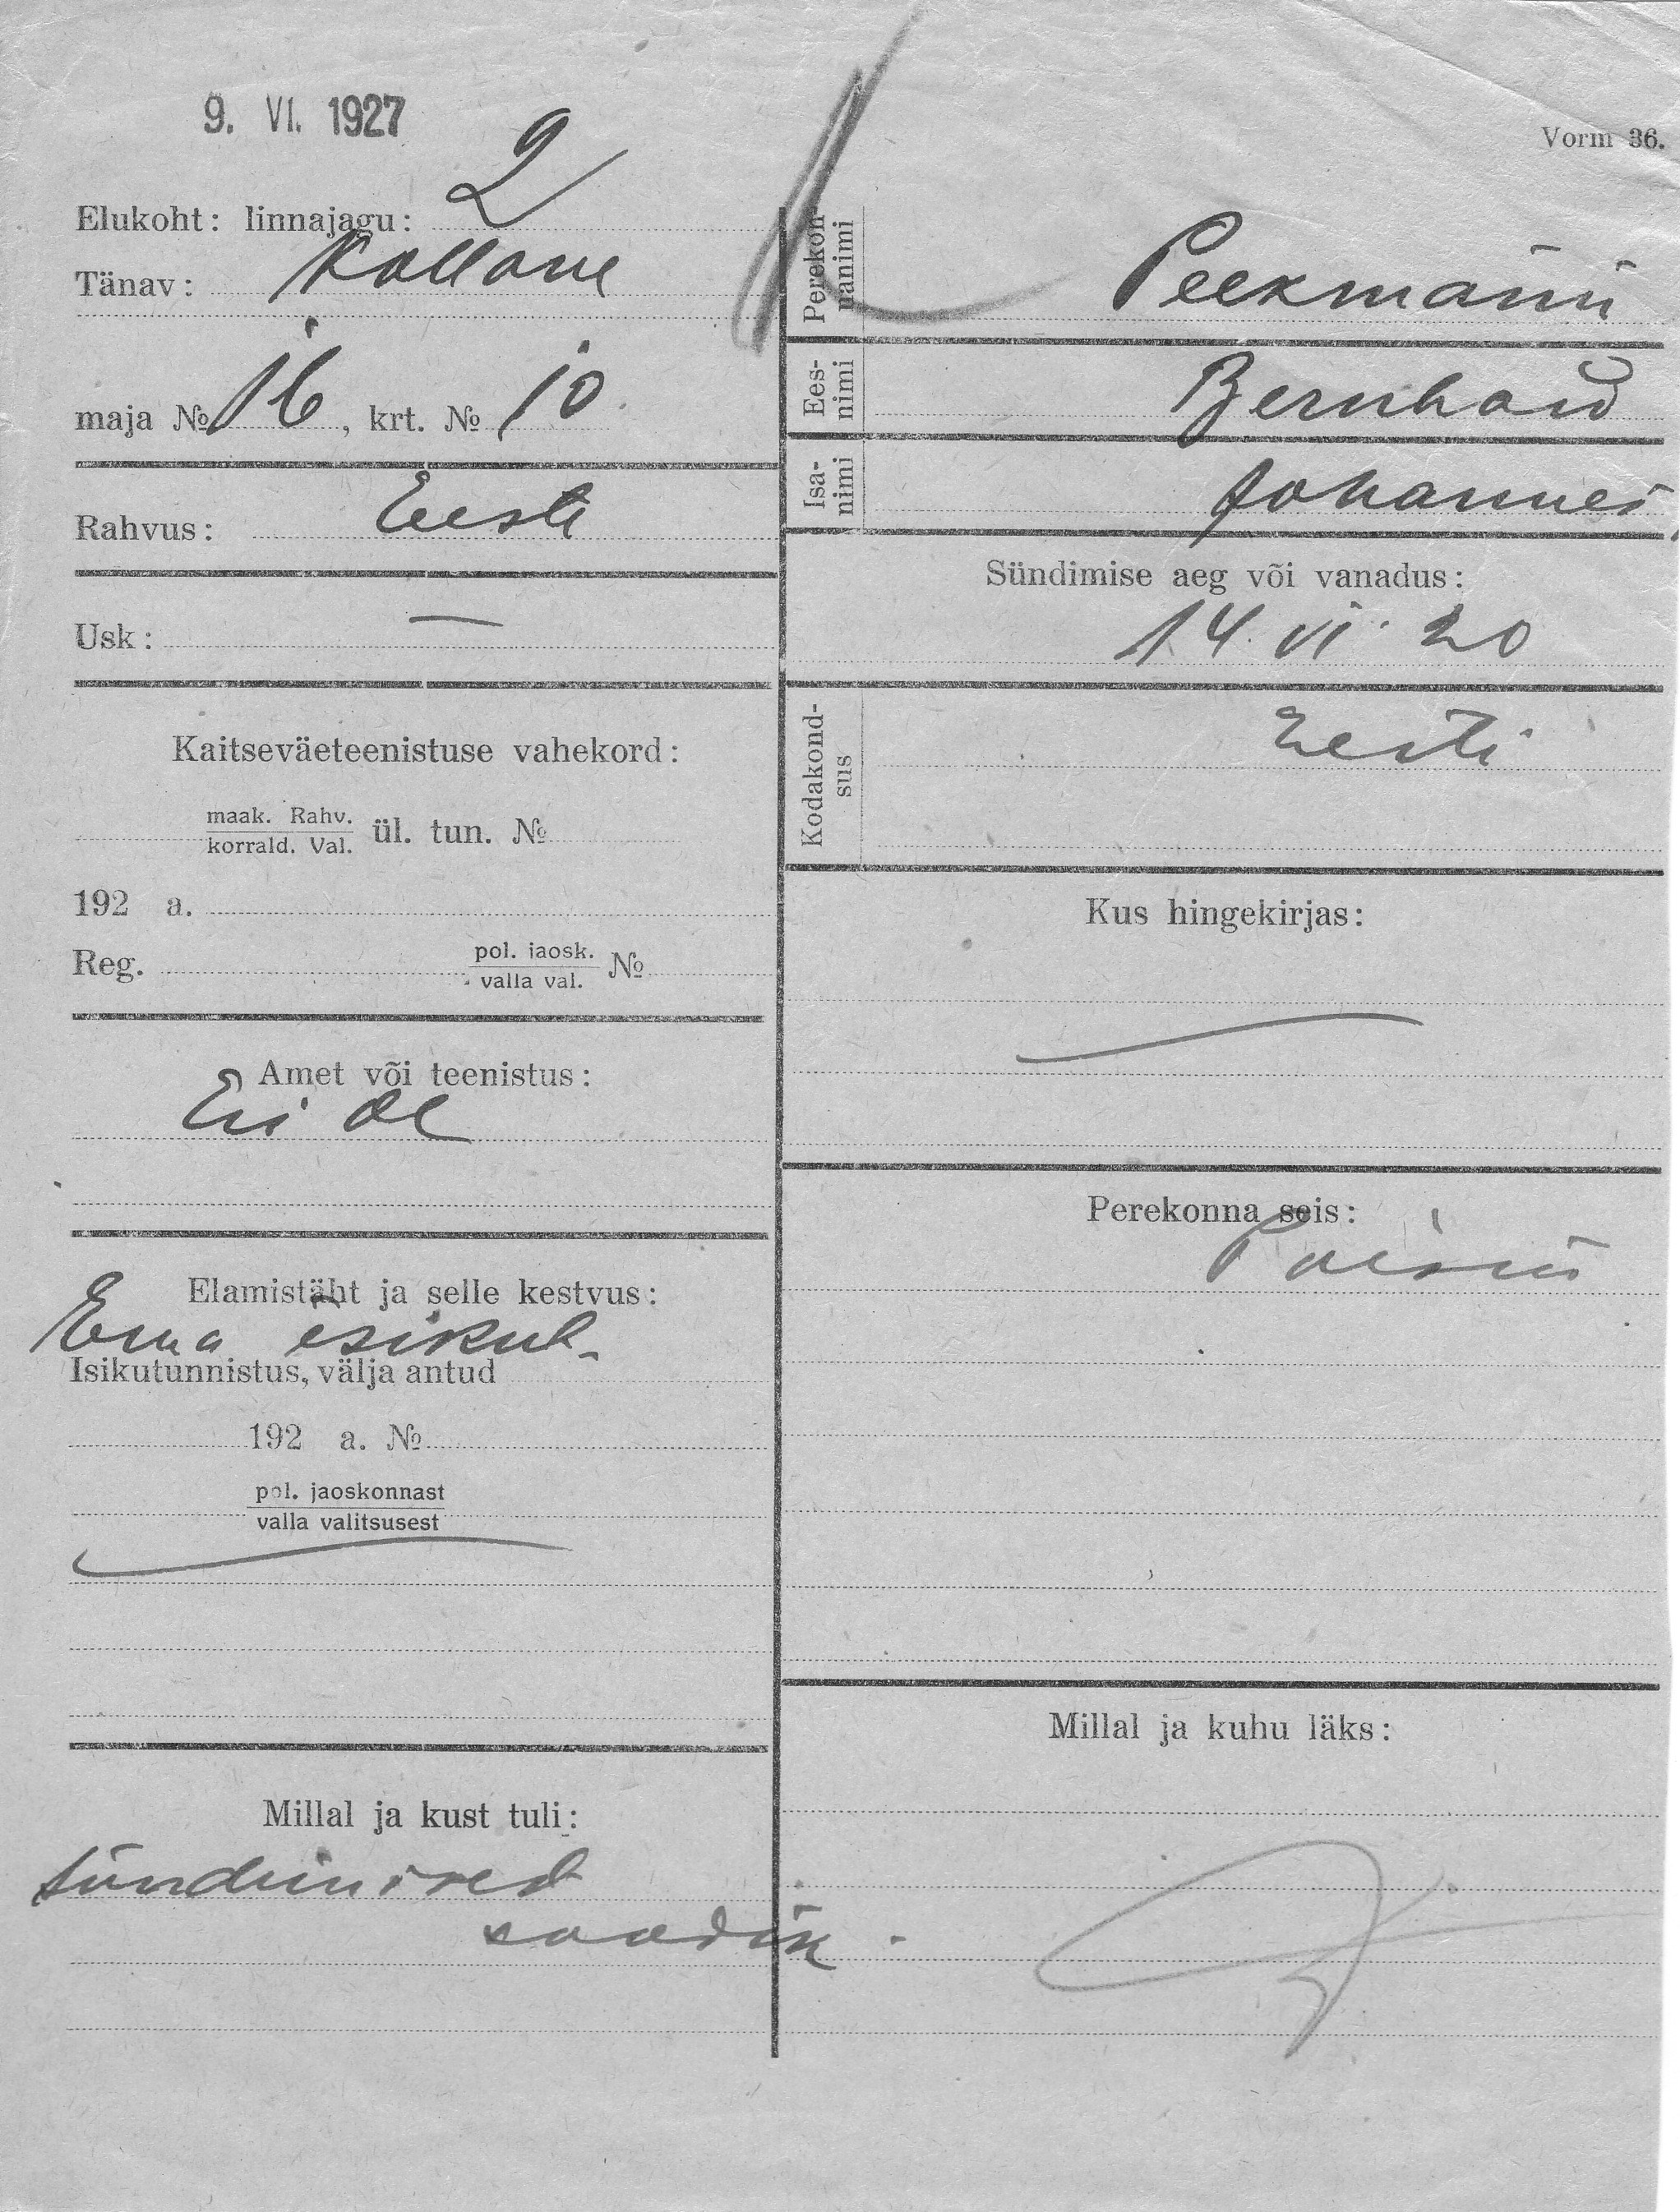 9. VI. 1927
Vorm 36.
Elukoht: linnajagu: 2
Tänav: Kollane
maja № 16, krt. № 10
Rahvus: Eesti
Usk: —
Kaitseväeteenistuse vahekord:
maak. Rahv.
korrald. Val. ül. tun. №
192 a.
Reg. pol. jaosk.
valla val. №
Amet või teenistus:
Ei ole
Elamistäht ja selle kestvus:
Ema isikut-
Isikutunnistus, välja antud
192 a. №
pol. jaoskonnast
valla valitsusest
Millal ja kust tuli:
sündimisest
saadik.
Perekon-
nanimi Peekmann
Ees-
nimi Bernhard
Isa-
nimi Johannes
Sündimise aeg või vanadus:
14. VI. 20
Kodakond-
sus Eesti
Kus hingekirjas:
Perekonna seis:
Millal ja kuhu läks: